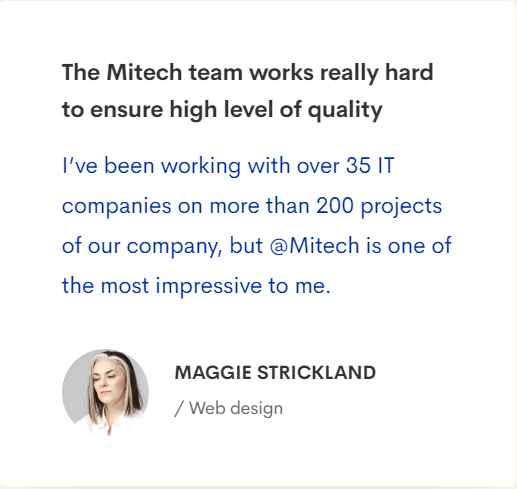 The Mitech team works really hard
to ensure high level of quality
I’ve been working with over 35 IT
companies on more than 200 projects
of our company, but @Mitech is one of
the most impressive to me.
MAGGIE STRICKLAND
/ Web design